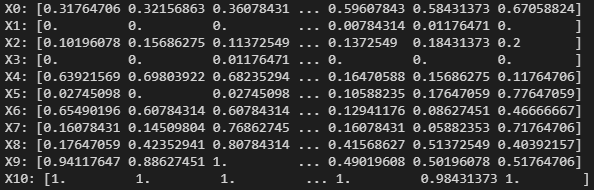 X0: [0.31764706 0.32156863 0.36078431 ... 0.59607843 0.58431373 0.67058824]
X1: [0. 0. 0. ... 0.00784314 0.01176471 0. ]
X2: [0.10196078 0.15686275 0.11372549 ... 0.1372549 0.18431373 0.2 ]
X3: [0. 0. 0.01176471 ... 0. 0. 0. ]
X4: [0.63921569 0.69803922 0.68235294 ... 0.16470588 0.15686275 0.11764706]
X5: [0.02745098 0. 0.02745098 ... 0.10588235 0.17647059 0.77647059]
X6: [0.65490196 0.60784314 0.60784314 ... 0.12941176 0.08627451 0.46666667]
X7: [0.16078431 0.14509804 0.76862745 ... 0.16078431 0.05882353 0.71764706]
X8: [0.17647059 0.42352941 0.80784314 ... 0.41568627 0.51372549 0.40392157]
X9: [0.94117647 0.88627451 1. ... 0.49019608 0.50196078 0.51764706]
X10: [1. 1. 1. ... 1. 0.98431373 1. ]